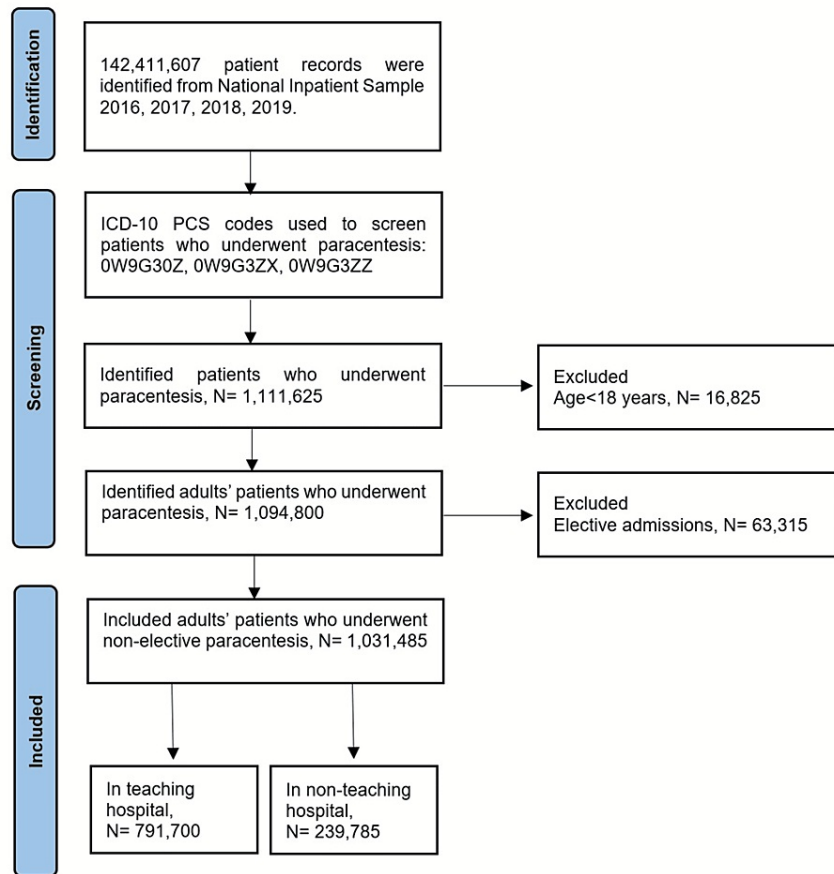 Identification
142,411,607 patient records were
identified from National Inpatient Sample
2016, 2017, 2018, 2019.
Screening
ICD-10 PCS codes used to screen
patients who underwent paracentesis:
0W9G30Z, 0W9G3ZX, 0W9G3ZZ
Identified patients who underwent
paracentesis, N= 1,111,625
Excluded
Age<18 years, N= 16,825
Identified adults’ patients who underwent
paracentesis, N= 1,094,800
Excluded
Elective admissions, N= 63,315
Included
Included adults’ patients who underwent
non-elective paracentesis, N= 1,031,485
In teaching
hospital,
N= 791,700
In non-teaching
hospital,
N= 239,785